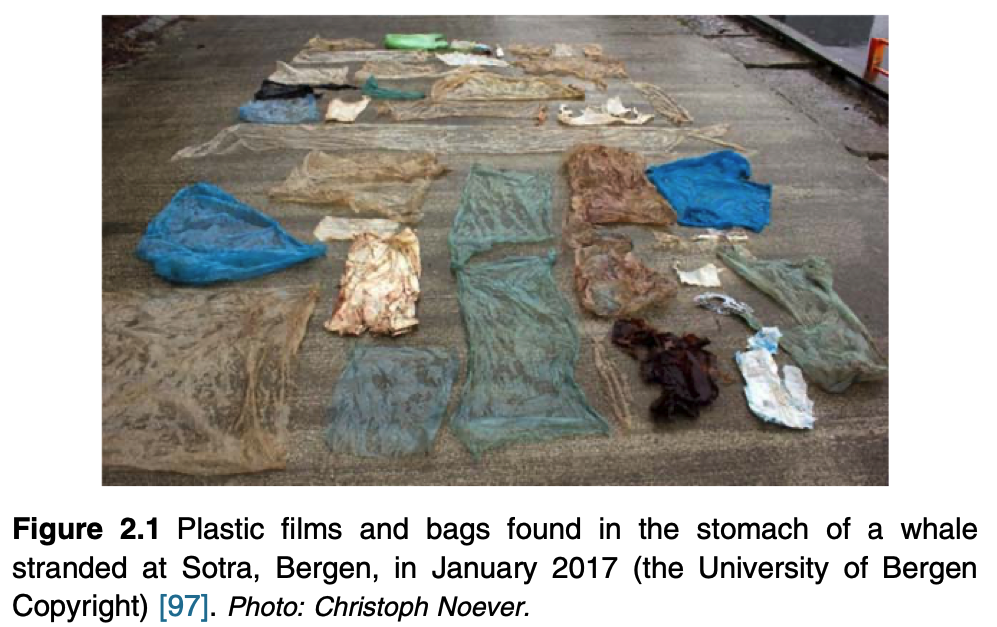 Figure 2.1 Plastic films and bags found in the stomach of a whale
stranded at Sotra, Bergen, in January 2017 (the University of Bergen
Copyright) [97]. Photo: Christoph Noever.